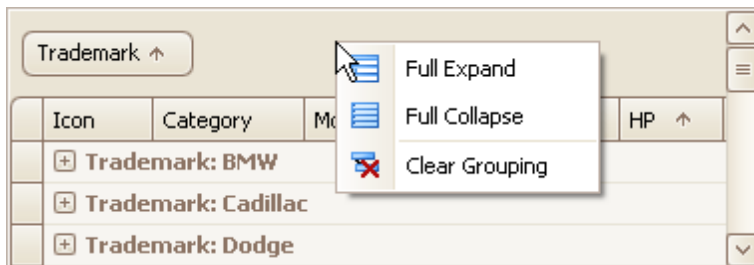 Trademark
Full Expand
Full Collapse
Clear Grouping
Icon Category HP
Trademark: BMW
Trademark: Cadillac
Trademark: Dodge